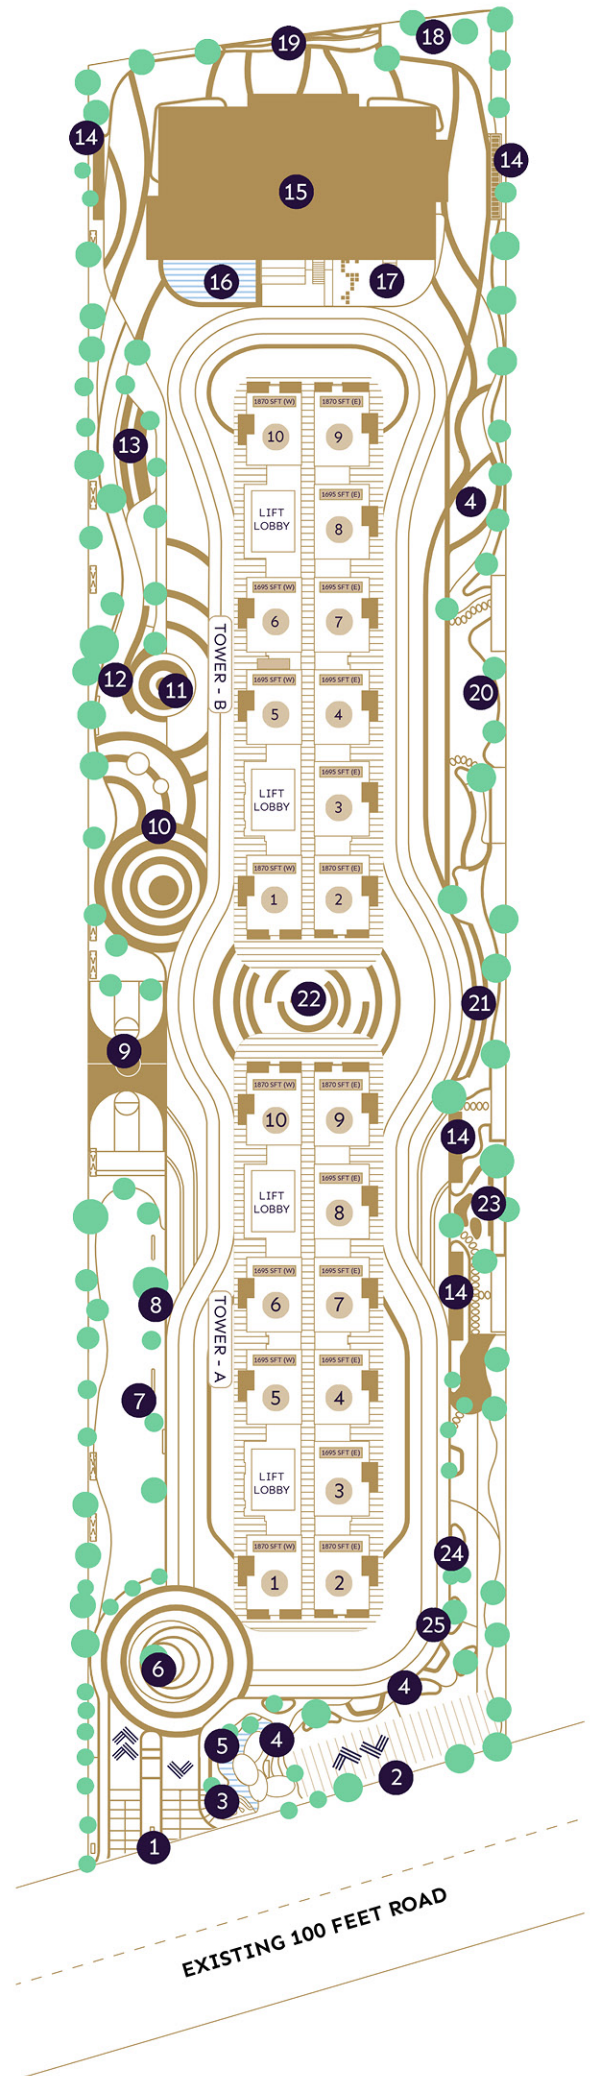 19
18
14
14
15
16
17
1870 SFT (W)
1870 SFT (E)
10
9
13
1695 SFT (E)
4
LIFT
LOBBY
8
1695 SFT (W)
1695 SFT (E)
6
7
TOWER - B
12
11
1695 SFT (W)
1695 SFT (E)
20
5
4
1695 SFT (E)
LIFT
LOBBY
3
10
1870 SFT (W)
1870 SFT (E)
1
2
22
21
9
1870 SFT (W)
1870 SFT (E)
10
9
14
1695 SFT (E)
LIFT
LOBBY
8
23
1695 SFT (W)
1695 SFT (E)
14
8
6
7
TOWER - A
1695 SFT (W)
1695 SFT (E)
7
5
4
1695 SFT (E)
LIFT
LOBBY
3
1870 SFT (W)
1870 SFT (E)
24
1
2
25
6
4
5
4
2
3
1
EXISTING 100 FEET ROAD